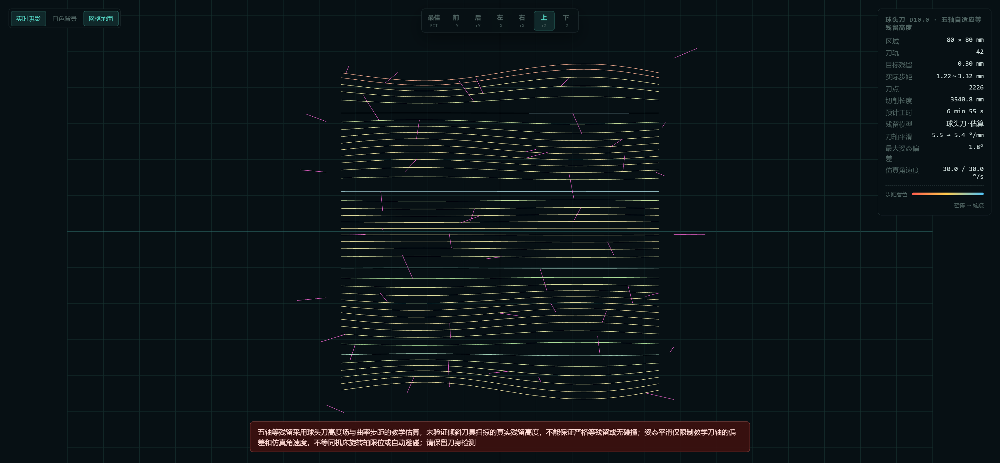 实时阴影 白色背景 网格地面
最佳 前 后 左 右 上 下
FIT -Y +Y -X +X +Z -Z
球头刀 D10.0 · 五轴自适应等
残留高度
区域 80 × 80 mm
刀轨 42
目标残留 0.30 mm
实际步距 1.22~3.32 mm
刀点 2226
切削长度 3540.8 mm
预计工时 6 min 55 s
残留模型 球头刀·估算
刀轴平滑 5.5 → 5.4 °/mm
最大姿态偏 1.8°
差
仿真角速度 30.0 / 30.0
°/s
步距着色
密集 → 稀疏
五轴等残留采用球头刀高度场与曲率步距的教学估算，未验证倾斜刀具扫掠的真实残留高度，不能保证严格等残留或无碰撞；姿态平滑仅限制教学刀轴的偏
差和仿真角速度，不等同机床旋转轴限位或自动避碰；请保留刀身检测